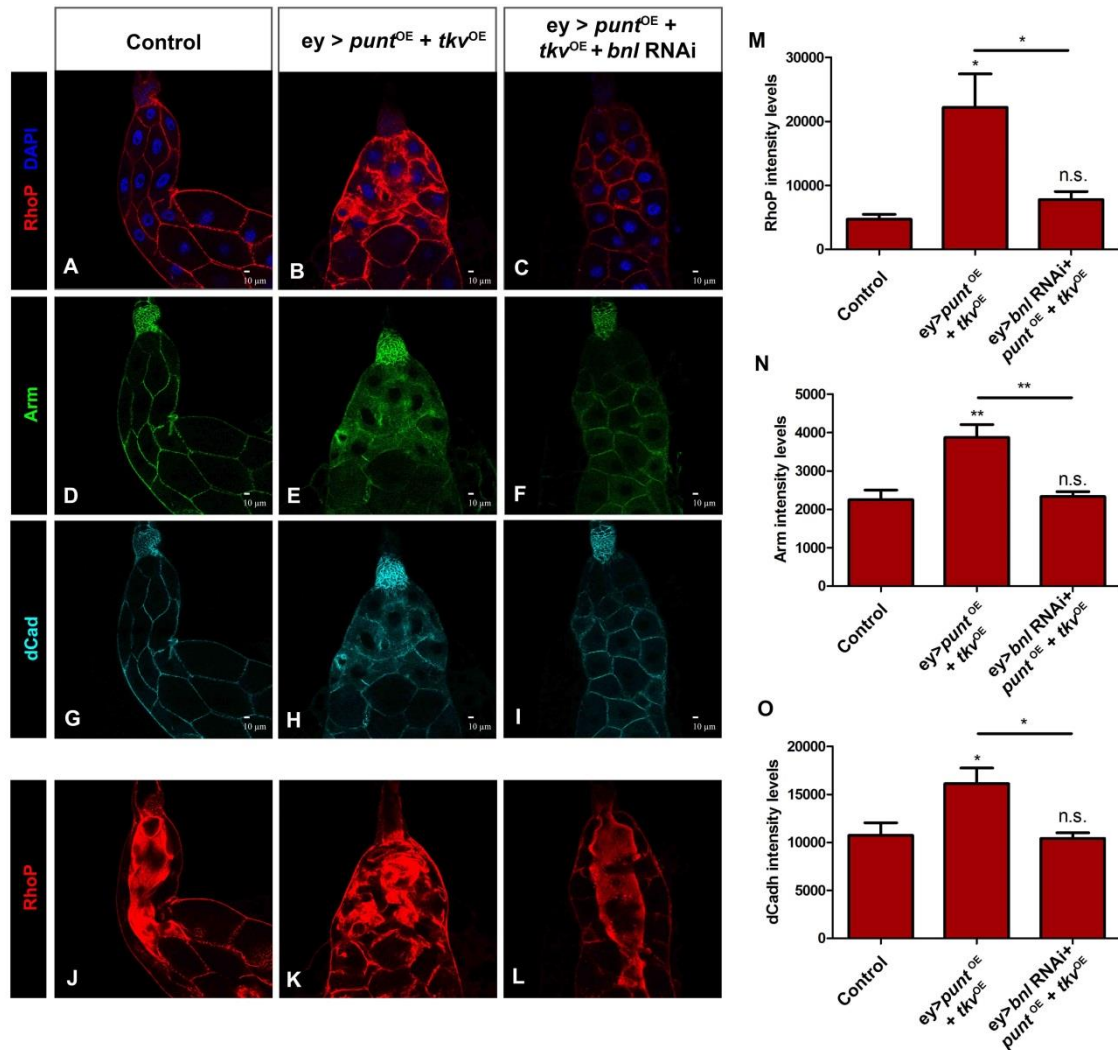 Control
ey > punt^OE + tkv^OE
ey > punt^OE +
tkv^OE + bnl RNAi
RhoP DAPI
A
10 µm
B
10 µm
C
10 µm
Arm
D
10 µm
E
10 µm
F
10 µm
dCad
G
10 µm
H
10 µm
I
10 µm
RhoP
J
K
L
M
*
*
n.s.
30000
20000
10000
0
RhoP intensity levels
Control
ey>punt ^OE
+ tkv^OE
ey>bnl RNAi+
punt ^OE + tkv^OE
N
**
**
n.s.
5000
4000
3000
2000
1000
0
Arm intensity levels
Control
ey>punt ^OE
+ tkv^OE
ey>bnl RNAi+
punt ^OE + tkv^OE
O
*
*
n.s.
20000
15000
10000
5000
0
dCadh intensity levels
Control
ey>punt ^OE
+ tkv^OE
ey>bnl RNAi+
punt ^OE + tkv^OE